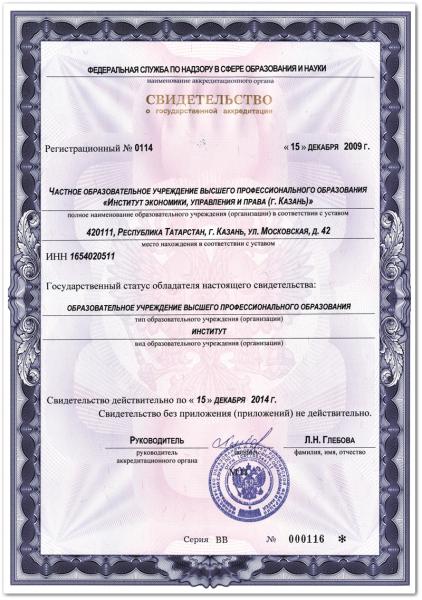 ФЕДЕРАЛЬНАЯ СЛУЖБА ПО НАДЗОРУ В СФЕРЕ ОБРАЗОВАНИЯ И НАУКИ
наименование аккредитационного органа
СВИДЕТЕЛЬСТВО
о государственной аккредитации
Регистрационный № 0114 « 15 » ДЕКАБРЯ 2009 г.
ЧАСТНОЕ ОБРАЗОВАТЕЛЬНОЕ УЧРЕЖДЕНИЕ ВЫСШЕГО ПРОФЕССИОНАЛЬНОГО ОБРАЗОВАНИЯ
«ИНСТИТУТ ЭКОНОМИКИ, УПРАВЛЕНИЯ И ПРАВА (Г. КАЗАНЬ)»
полное наименование образовательного учреждения (организации) в соответствии с уставом
420111, РЕСПУБЛИКА ТАТАРСТАН, Г. КАЗАНЬ, УЛ. МОСКОВСКАЯ, Д. 42
место нахождения в соответствии с уставом
ИНН 1654020511
Государственный статус обладателя настоящего свидетельства:
ОБРАЗОВАТЕЛЬНОЕ УЧРЕЖДЕНИЕ ВЫСШЕГО ПРОФЕССИОНАЛЬНОГО ОБРАЗОВАНИЯ
тип образовательного учреждения (организации)
ИНСТИТУТ
вид образовательного учреждения (организации)
Свидетельство действительно по « 15 » ДЕКАБРЯ 2014 г.
Свидетельство без приложения (приложений) не действительно.
РУКОВОДИТЕЛЬ Л.Н. ГЛЕБОВА
руководитель подпись фамилия, имя, отчество
аккредитационного органа
Серия ВВ № 000116 *